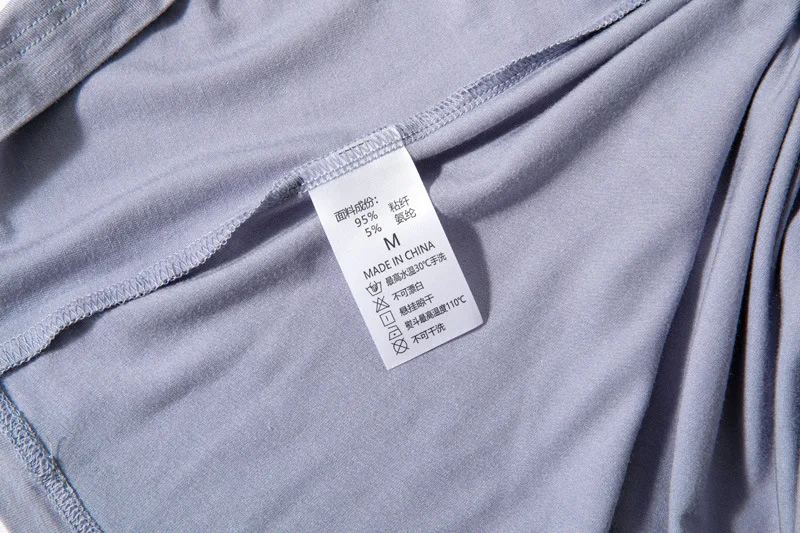 面料成份:
95% 粘纤
5% 氨纶
M
MADE IN CHINA
最高水温30℃手洗
不可漂白
悬挂晾干
熨斗最高温度110℃
不可干洗